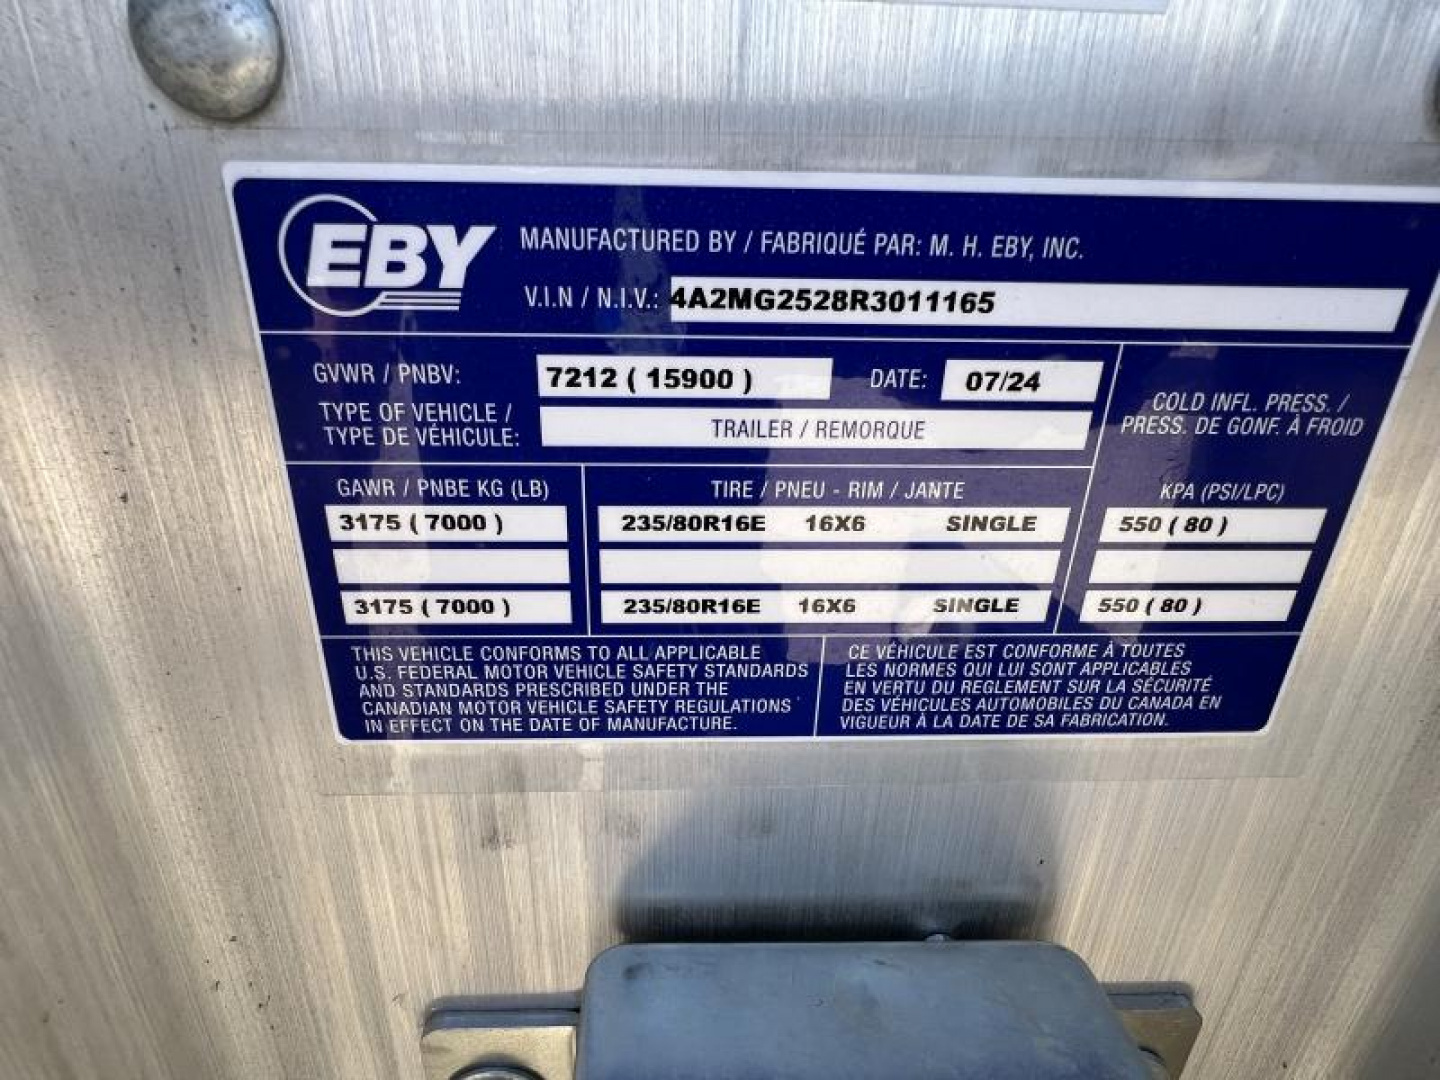 EBY
MANUFACTURED BY / FABRIQUÉ PAR: M. H. EBY, INC.
V.I.N / N.I.V.: 4A2MG2528R3011165
GVWR / PNBV: 7212 ( 15900 ) DATE: 07/24
TYPE OF VEHICLE /
TYPE DE VÉHICULE: TRAILER / REMORQUE
COLD INFL. PRESS. /
PRESS. DE GONF. À FROID
GAWR / PNBE KG (LB) TIRE / PNEU - RIM / JANTE KPA (PSI/LPC)
3175 ( 7000 ) 235/80R16E 16X6 SINGLE 550 ( 80 )
3175 ( 7000 ) 235/80R16E 16X6 SINGLE 550 ( 80 )
THIS VEHICLE CONFORMS TO ALL APPLICABLE
U.S. FEDERAL MOTOR VEHICLE SAFETY STANDARDS
AND STANDARDS PRESCRIBED UNDER THE
CANADIAN MOTOR VEHICLE SAFETY REGULATIONS
IN EFFECT ON THE DATE OF MANUFACTURE.
CE VÉHICULE EST CONFORME À TOUTES
LES NORMES QUI LUI SONT APPLICABLES
EN VERTU DU REGLEMENT SUR LA SÉCURITÉ
DES VÉHICULES AUTOMOBILES DU CANADA EN
VIGUEUR À LA DATE DE SA FABRICATION.